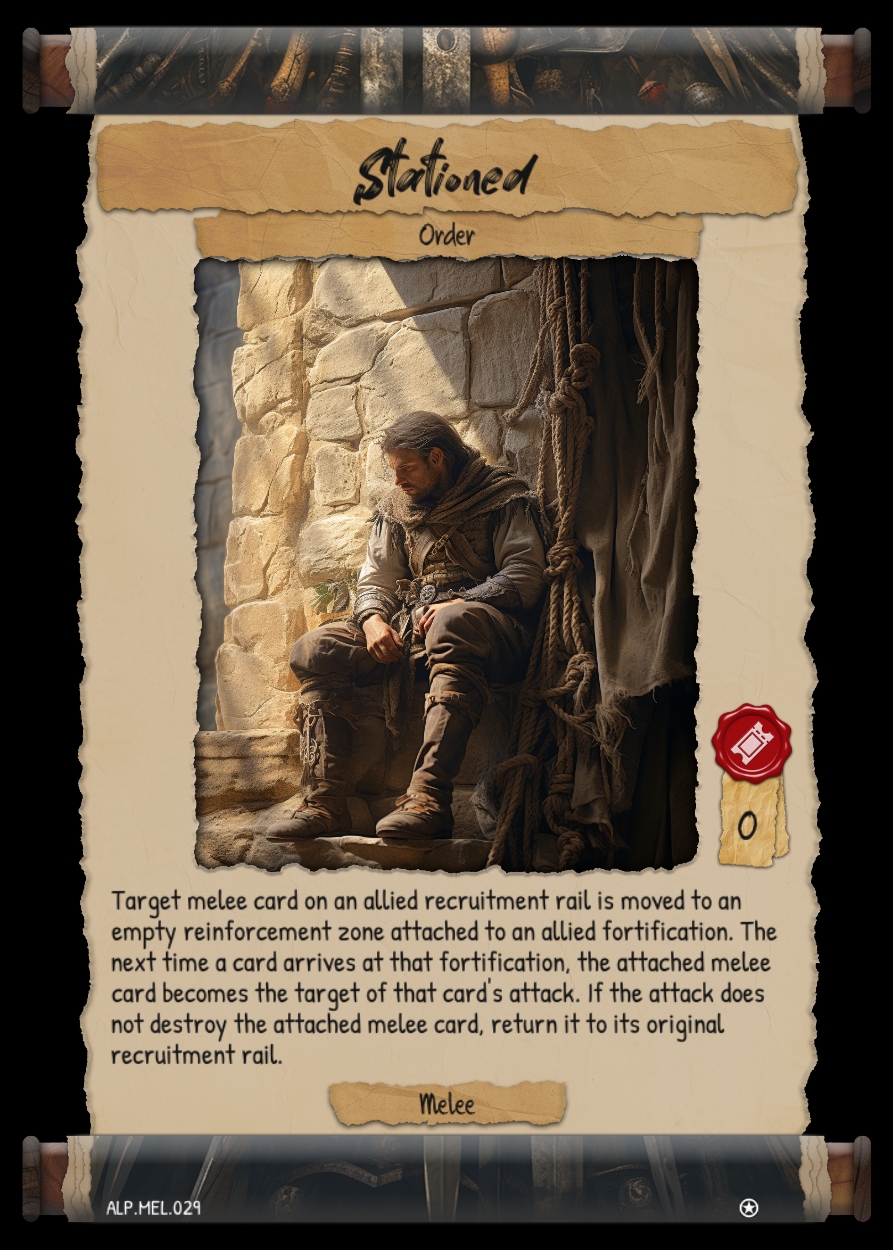 Stationed
Order
0
Target melee card on an allied recruitment rail is moved to an
empty reinforcement zone attached to an allied fortification. The
next time a card arrives at that fortification, the attached melee
card becomes the target of that card's attack. If the attack does
not destroy the attached melee card, return it to its original
recruitment rail.
Melee
ALP.MEL.029